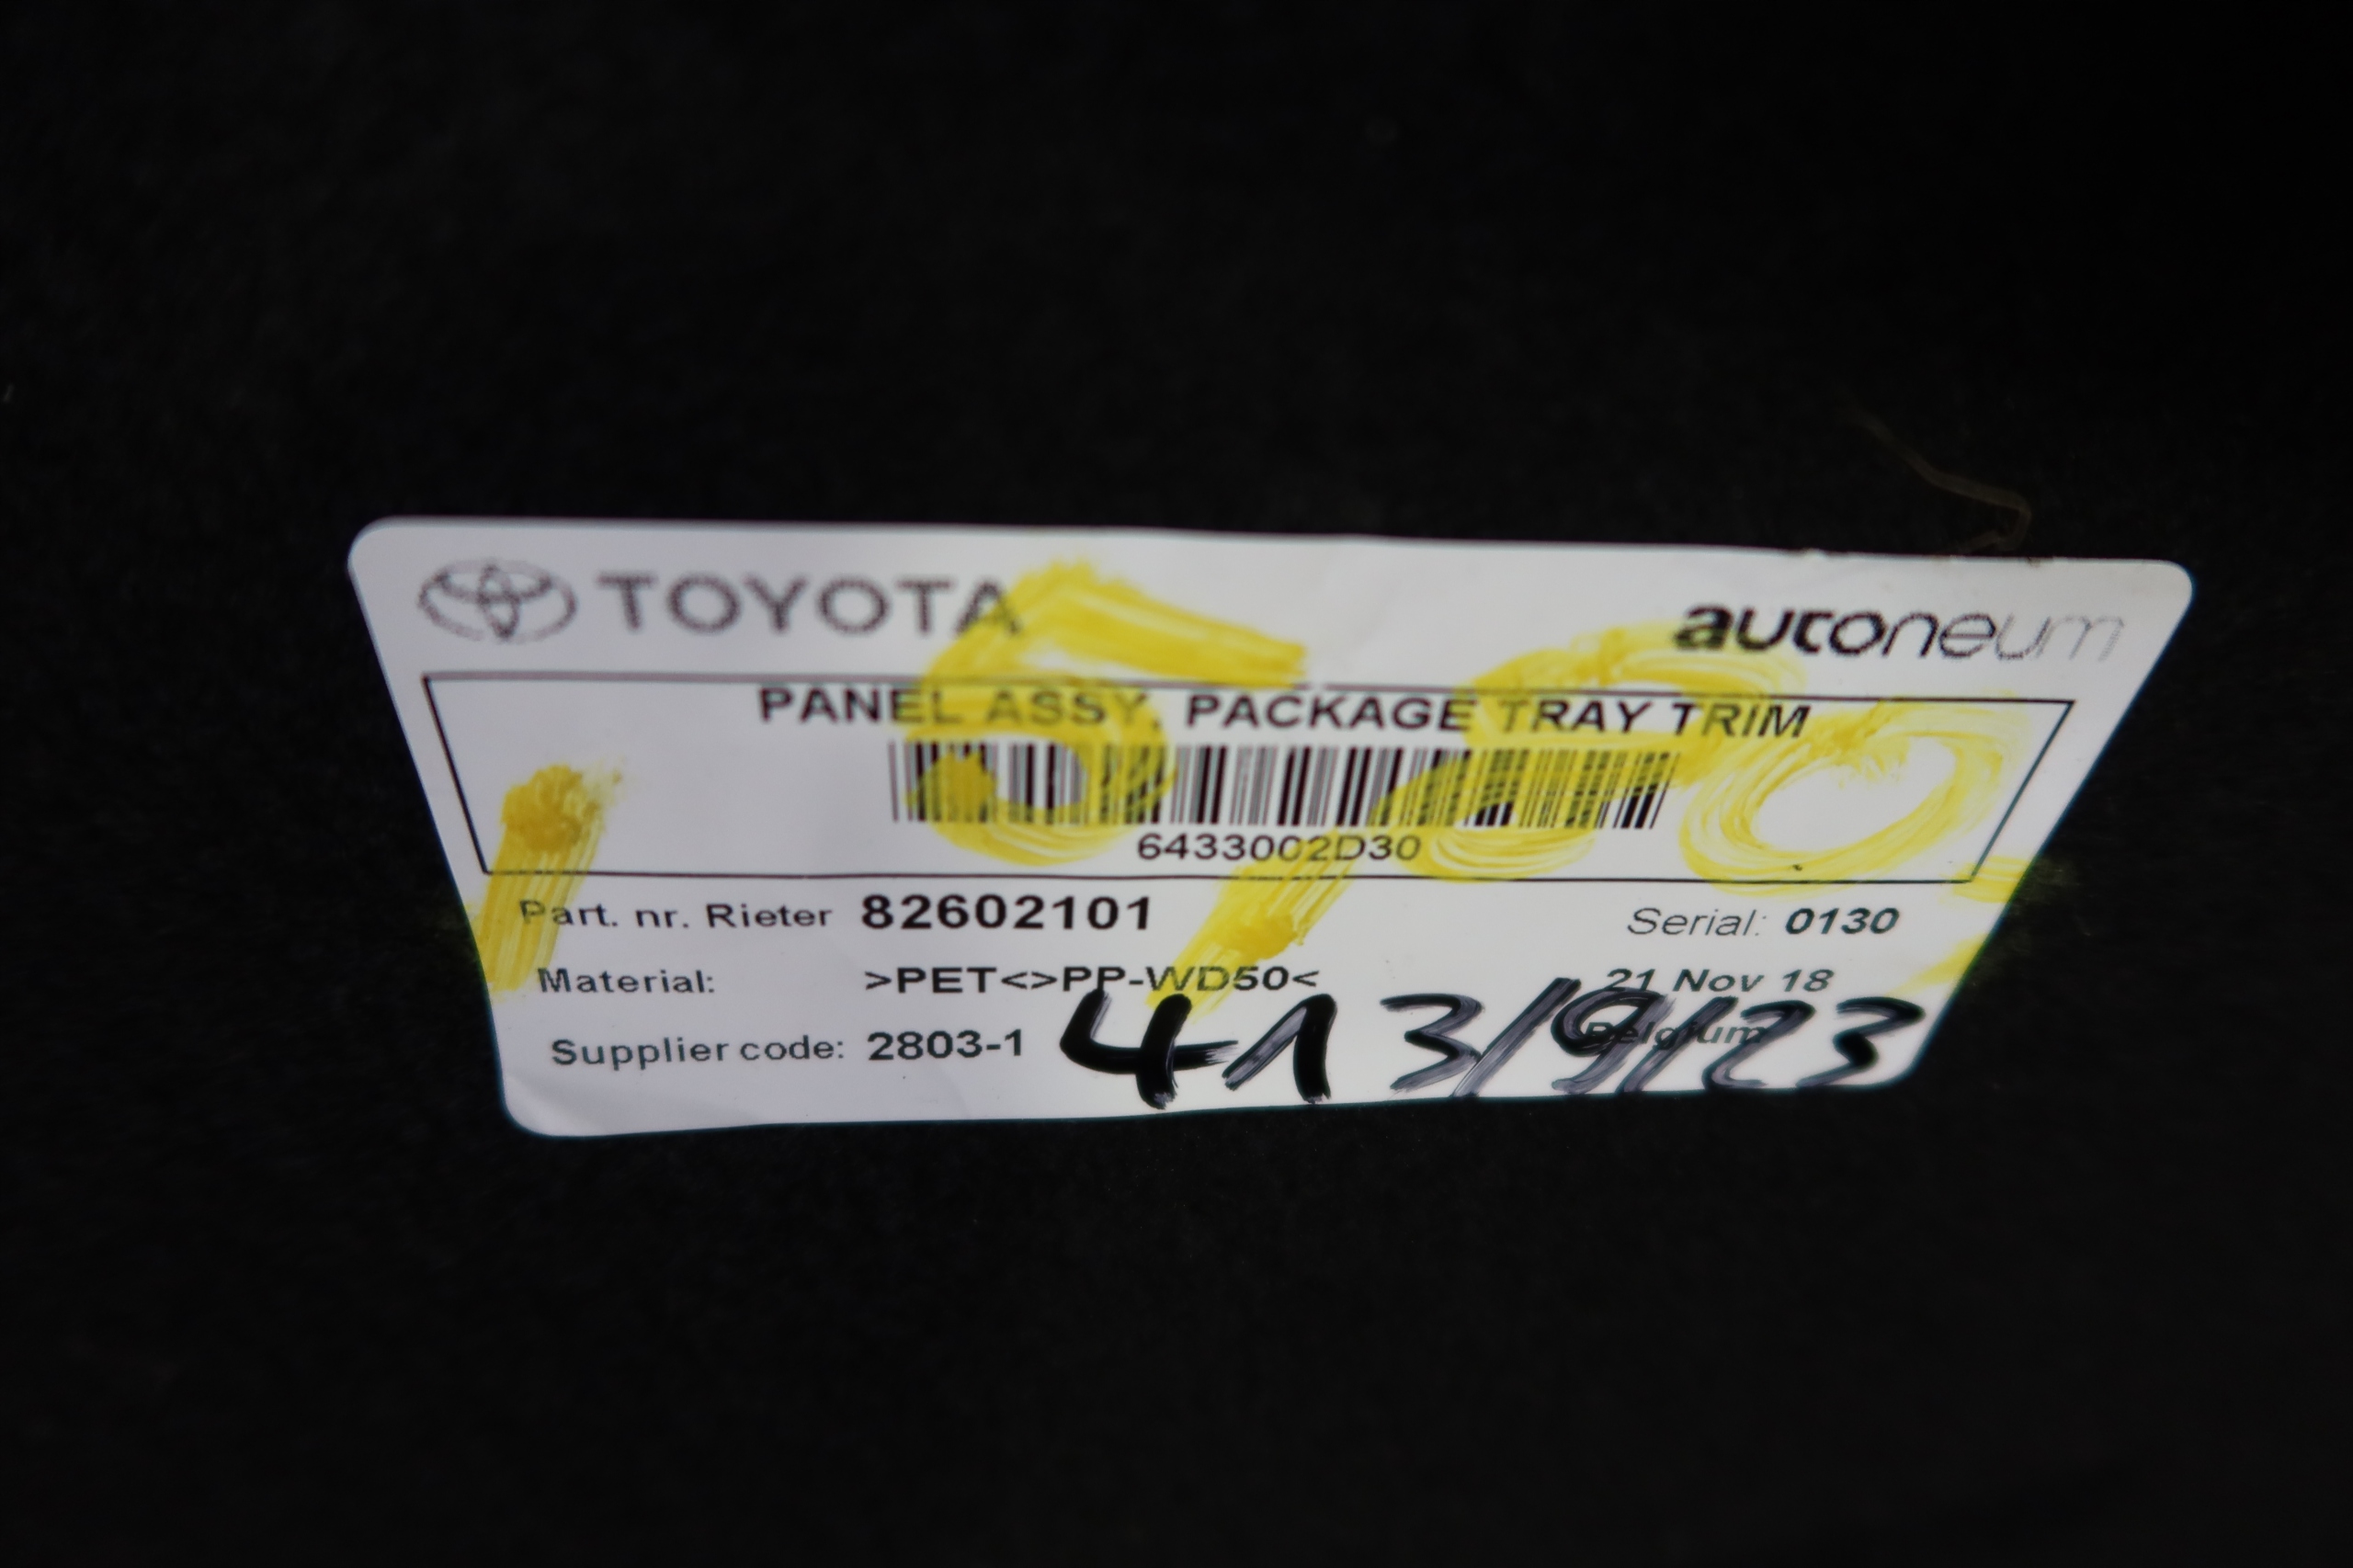 TOYOTA
autoneum
PANEL ASSY, PACKAGE TRAY TRIM
6433002D30
Part. nr. Rieter 82602101
Serial: 0130
Material: >PET<>PP-WD50<
21 Nov 18
Supplier code: 2803-1
Belgium
413/9/23